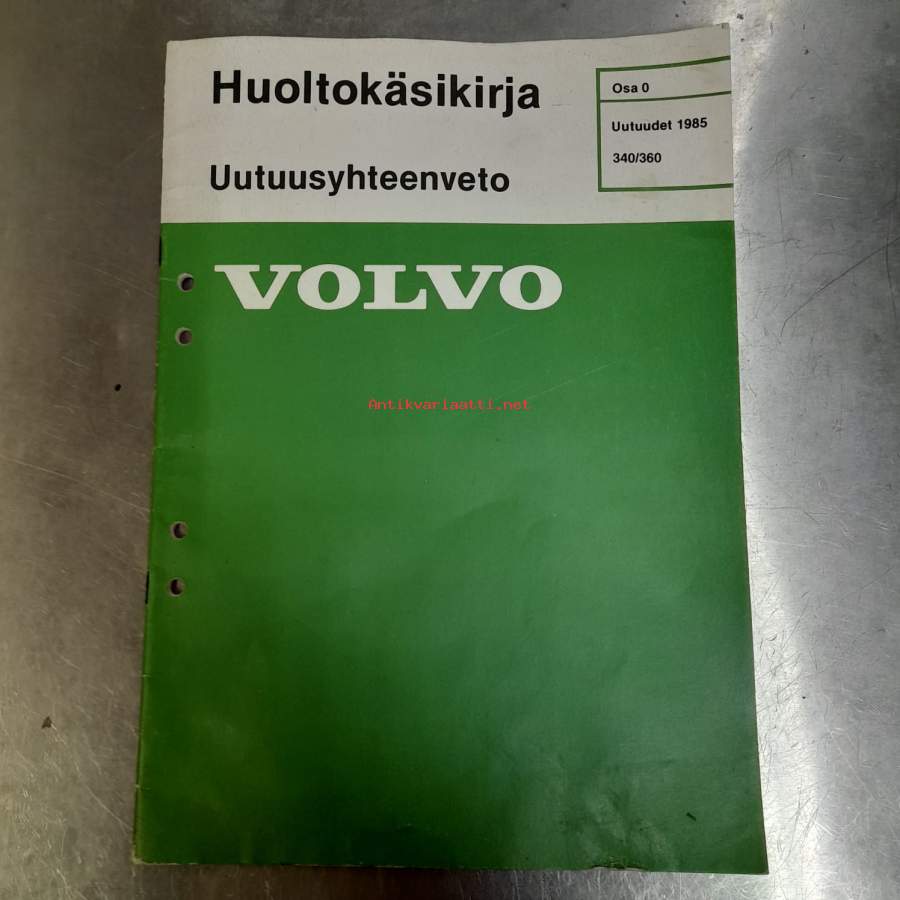 Huoltokäsikirja
Uutuusyhteenveto
Osa 0
Uutuudet 1985
340/360
VOLVO
Antikvariaatti.net